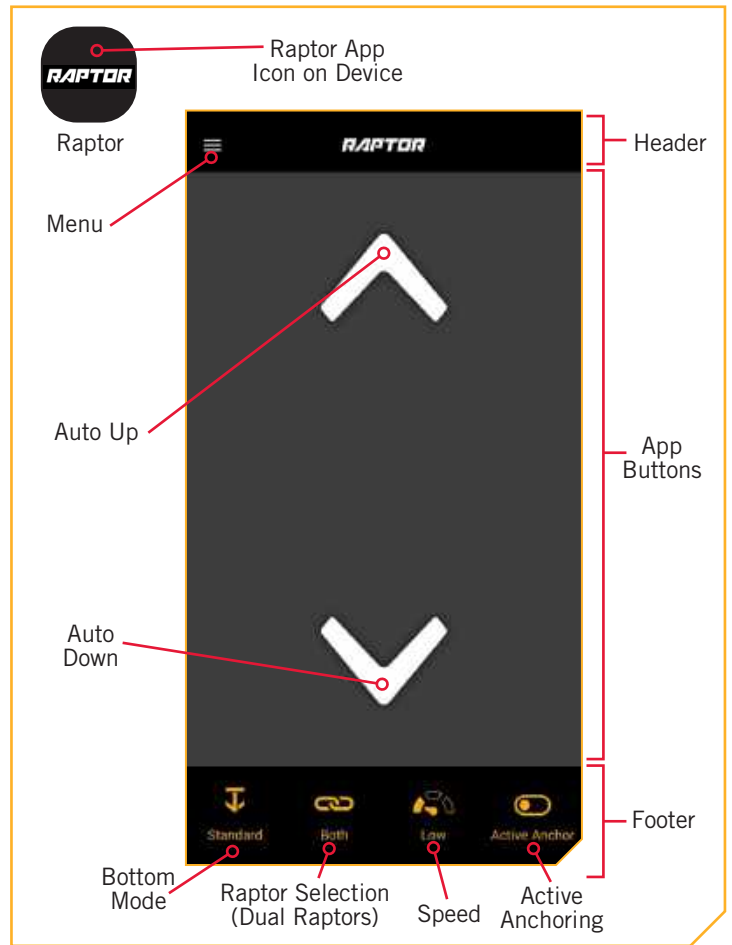 RAPTOR
Raptor App
Icon on Device
Raptor
RAPTOR
Header
Menu
Auto Up
App
Buttons
Auto
Down
Standard
Both
Low
Active Anchor
Footer
Bottom
Mode
Raptor Selection
(Dual Raptors)
Speed
Active
Anchoring